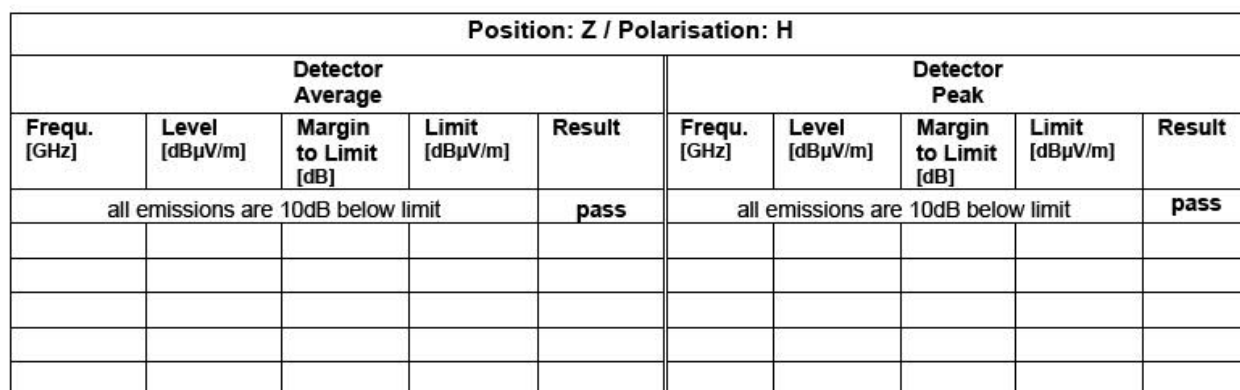 Position: Z / Polarisation: H
Detector
Average
Detector
Peak
Frequ.
[GHz]
Level
[dBµV/m]
Margin
to Limit
[dB]
Limit
[dBµV/m]
Result
Frequ.
[GHz]
Level
[dBµV/m]
Margin
to Limit
[dB]
Limit
[dBµV/m]
Result
all emissions are 10dB below limit
pass
all emissions are 10dB below limit
pass